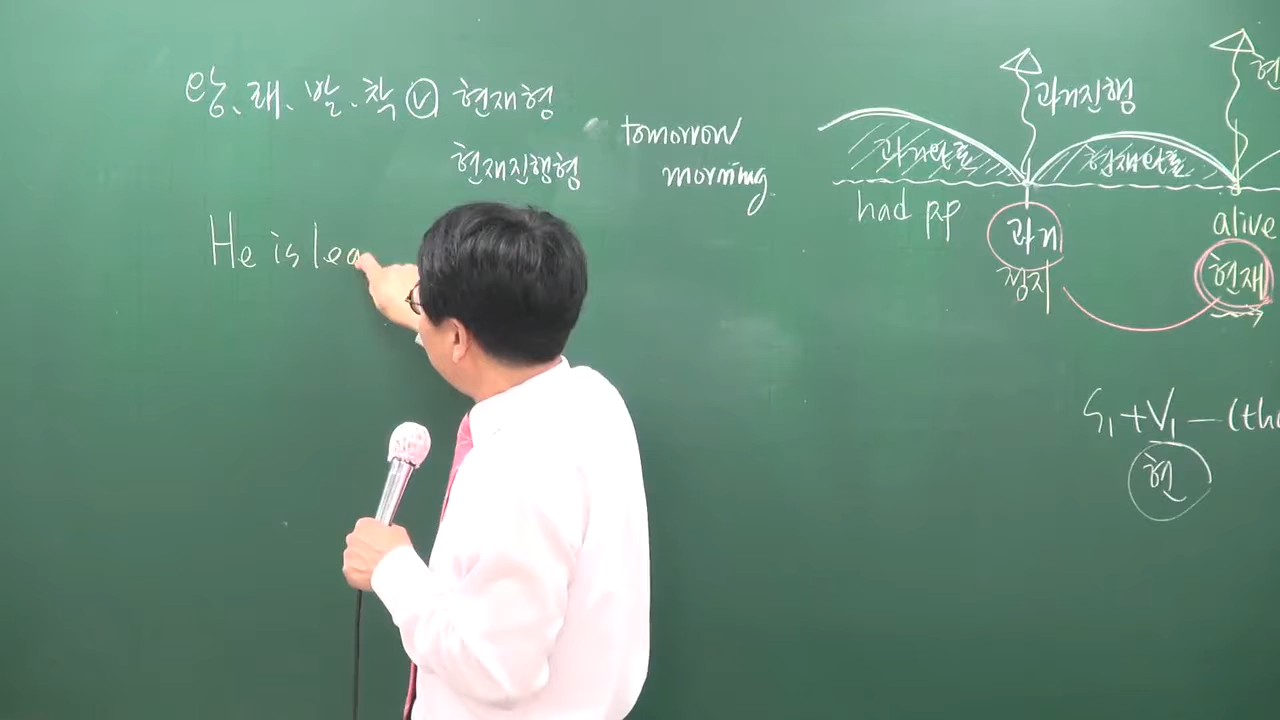 왕、래、발、착 ⓥ 현재형
현재진행형
tomorrow
morning
He is lea
과거진행
현
과거완료
현재완료
had pp
과거
정지
alive
현재
S₁+V₁—(tha
현